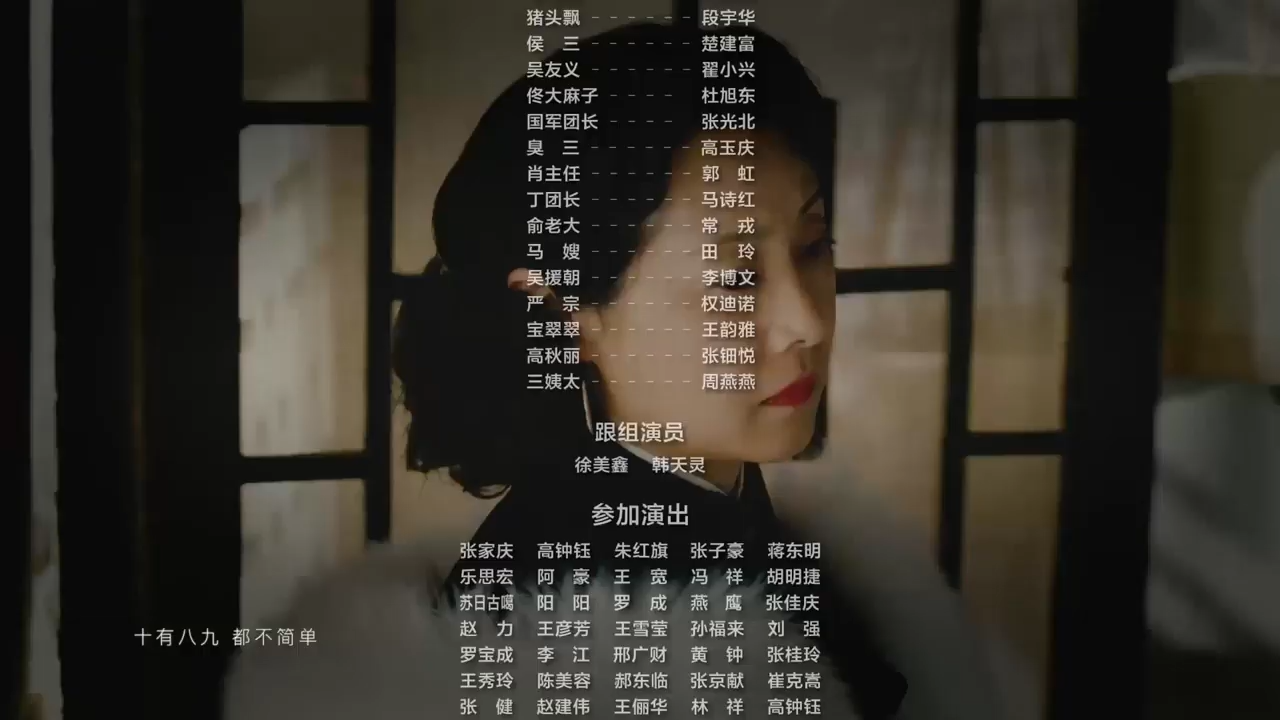 猪头飘 - - - - - - 段宇华
侯　三 - - - - - - 楚建富
吴友义 - - - - - - 翟小兴
佟大麻子 - - - - 杜旭东
国军团长 - - - - 张光北
臭　三 - - - - - - 高玉庆
肖主任 - - - - - - 郭　虹
丁团长 - - - - - - 马诗红
俞老大 - - - - - - 常　戎
马　嫂 - - - - - - 田　玲
吴援朝 - - - - - - 李博文
严　宗 - - - - - - 权迪诺
宝翠翠 - - - - - - 王韵雅
高秋丽 - - - - - - 张钿悦
三姨太 - - - - - - 周燕燕
跟组演员
徐美鑫　韩天灵
参加演出
张家庆　高钟钰　朱红旗　张子豪　蒋东明
乐思宏　阿　豪　王　宽　冯　祥　胡明捷
苏日古噶　阳　阳　罗　成　燕　鹰　张佳庆
赵　力　王彦芳　王雪莹　孙福来　刘　强
十有八九 都不简单
罗宝成　李　江　邢广财　黄　钟　张桂玲
王秀玲　陈美容　郝东临　张京献　崔克嵩
张　健　赵建伟　王俪华　林　祥　高钟钰